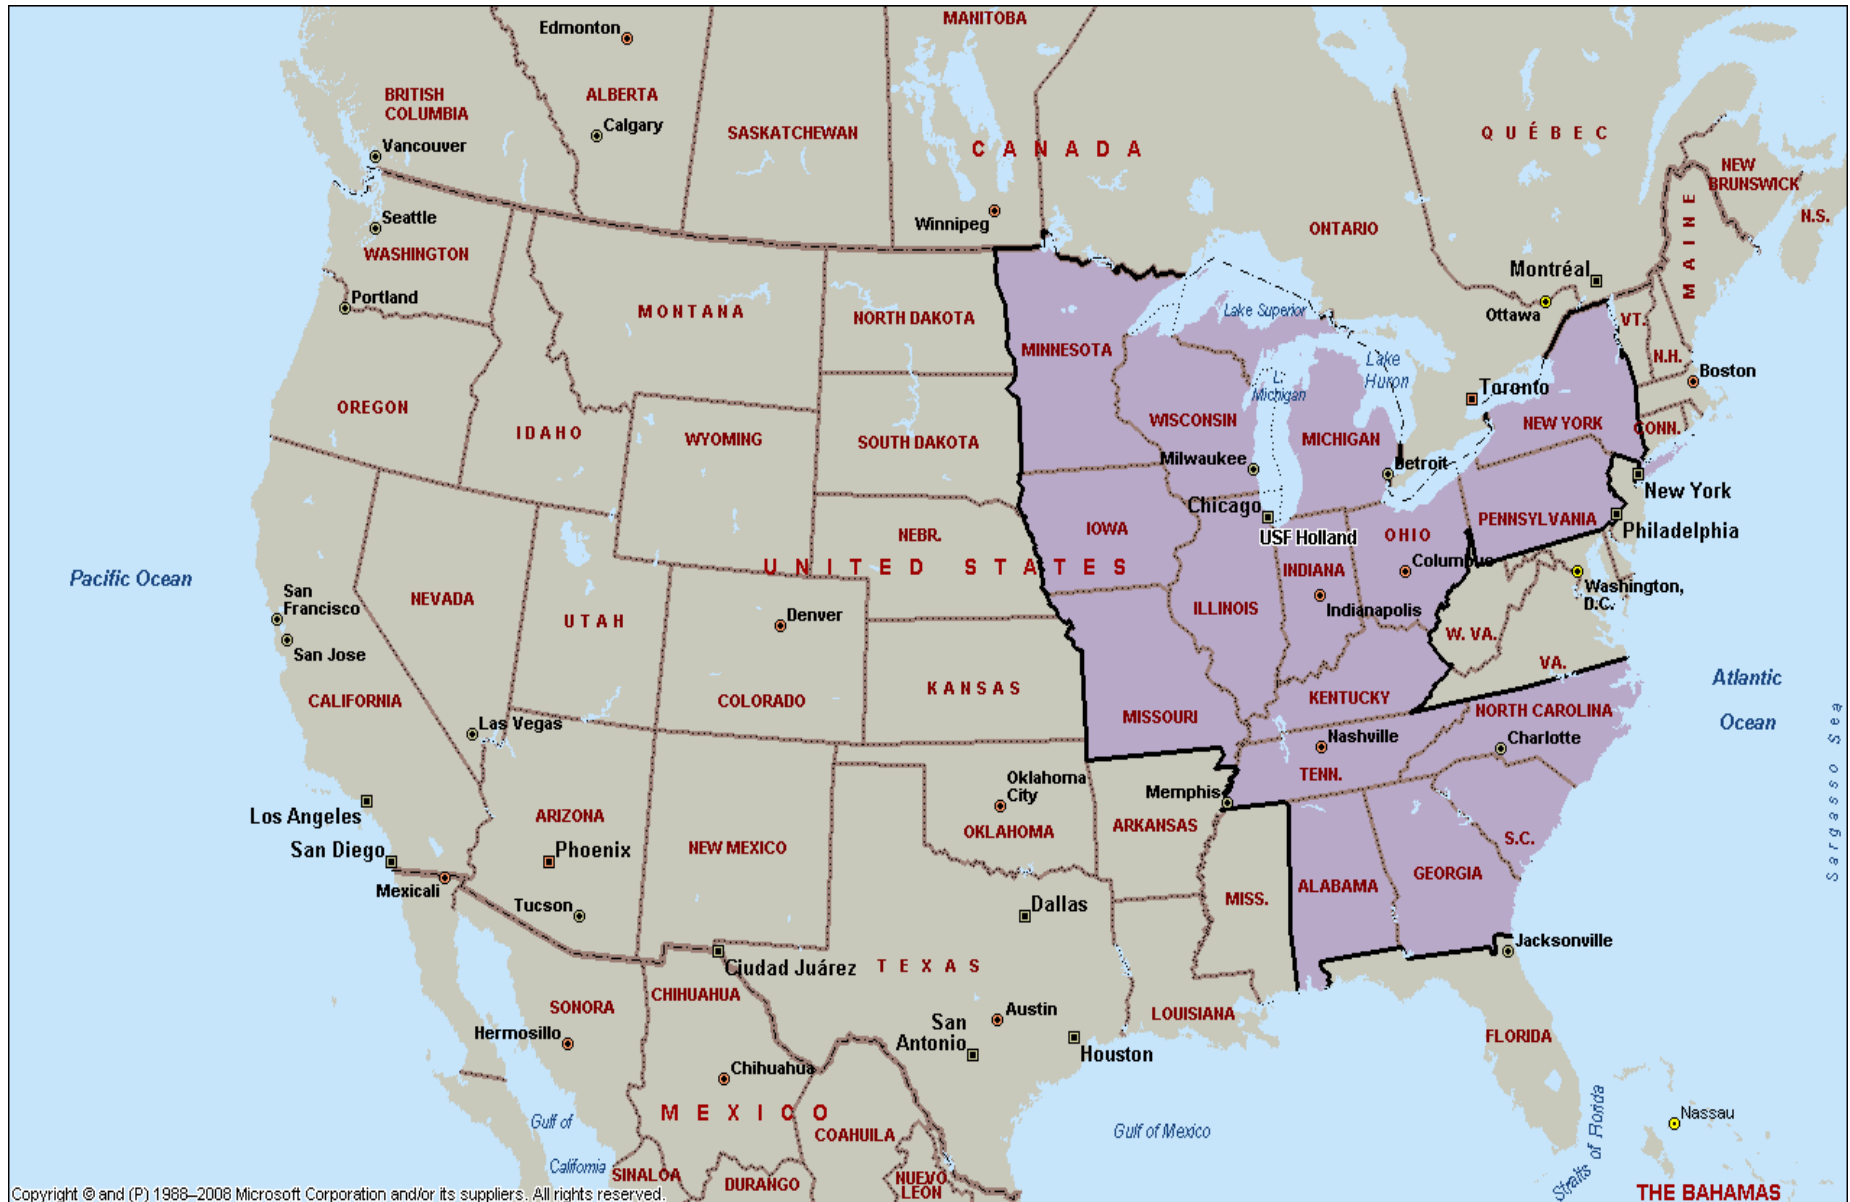 MANITOBA
Edmonton
BRITISH
COLUMBIA
ALBERTA
Calgary
SASKATCHEWAN
CANADA
QUÉBEC
Vancouver
NEW
BRUNSWICK
MAINE
N.S.
Seattle
Winnipeg
ONTARIO
WASHINGTON
Montréal
Portland
MONTANA
NORTH DAKOTA
Lake Superior
Ottawa
VT.
MINNESOTA
Lake
Huron
N.H.
Boston
L.
Michigan
Toronto
OREGON
IDAHO
WYOMING
SOUTH DAKOTA
WISCONSIN
MICHIGAN
NEW YORK
CONN.
Milwaukee
Detroit
New York
Chicago
PENNSYLVANIA
Philadelphia
NEBR.
IOWA
USF Holland
OHIO
UNITED STATES
Columbus
INDIANA
Pacific Ocean
Washington,
D.C.
San
Francisco
NEVADA
UTAH
Denver
ILLINOIS
Indianapolis
W. VA.
San Jose
VA.
Atlantic
Ocean
CALIFORNIA
COLORADO
KANSAS
MISSOURI
KENTUCKY
NORTH CAROLINA
Las Vegas
Nashville
Charlotte
Sargasso Sea
TENN.
Oklahoma
City
Memphis
Los Angeles
ARIZONA
OKLAHOMA
ARKANSAS
S.C.
San Diego
Phoenix
NEW MEXICO
Mexicali
GEORGIA
ALABAMA
MISS.
Tucson
Dallas
Jacksonville
Ciudad Juárez
TEXAS
SONORA
CHIHUAHUA
Austin
LOUISIANA
Hermosillo
San
Antonio
Houston
FLORIDA
Chihuahua
MEXICO
Gulf of
California
COAHUILA
Gulf of Mexico
Straits of Florida
Nassau
SINALOA
DURANGO
NUEVO
LEÓN
THE BAHAMAS
Copyright © and (P) 1988–2008 Microsoft Corporation and/or its suppliers. All rights reserved.